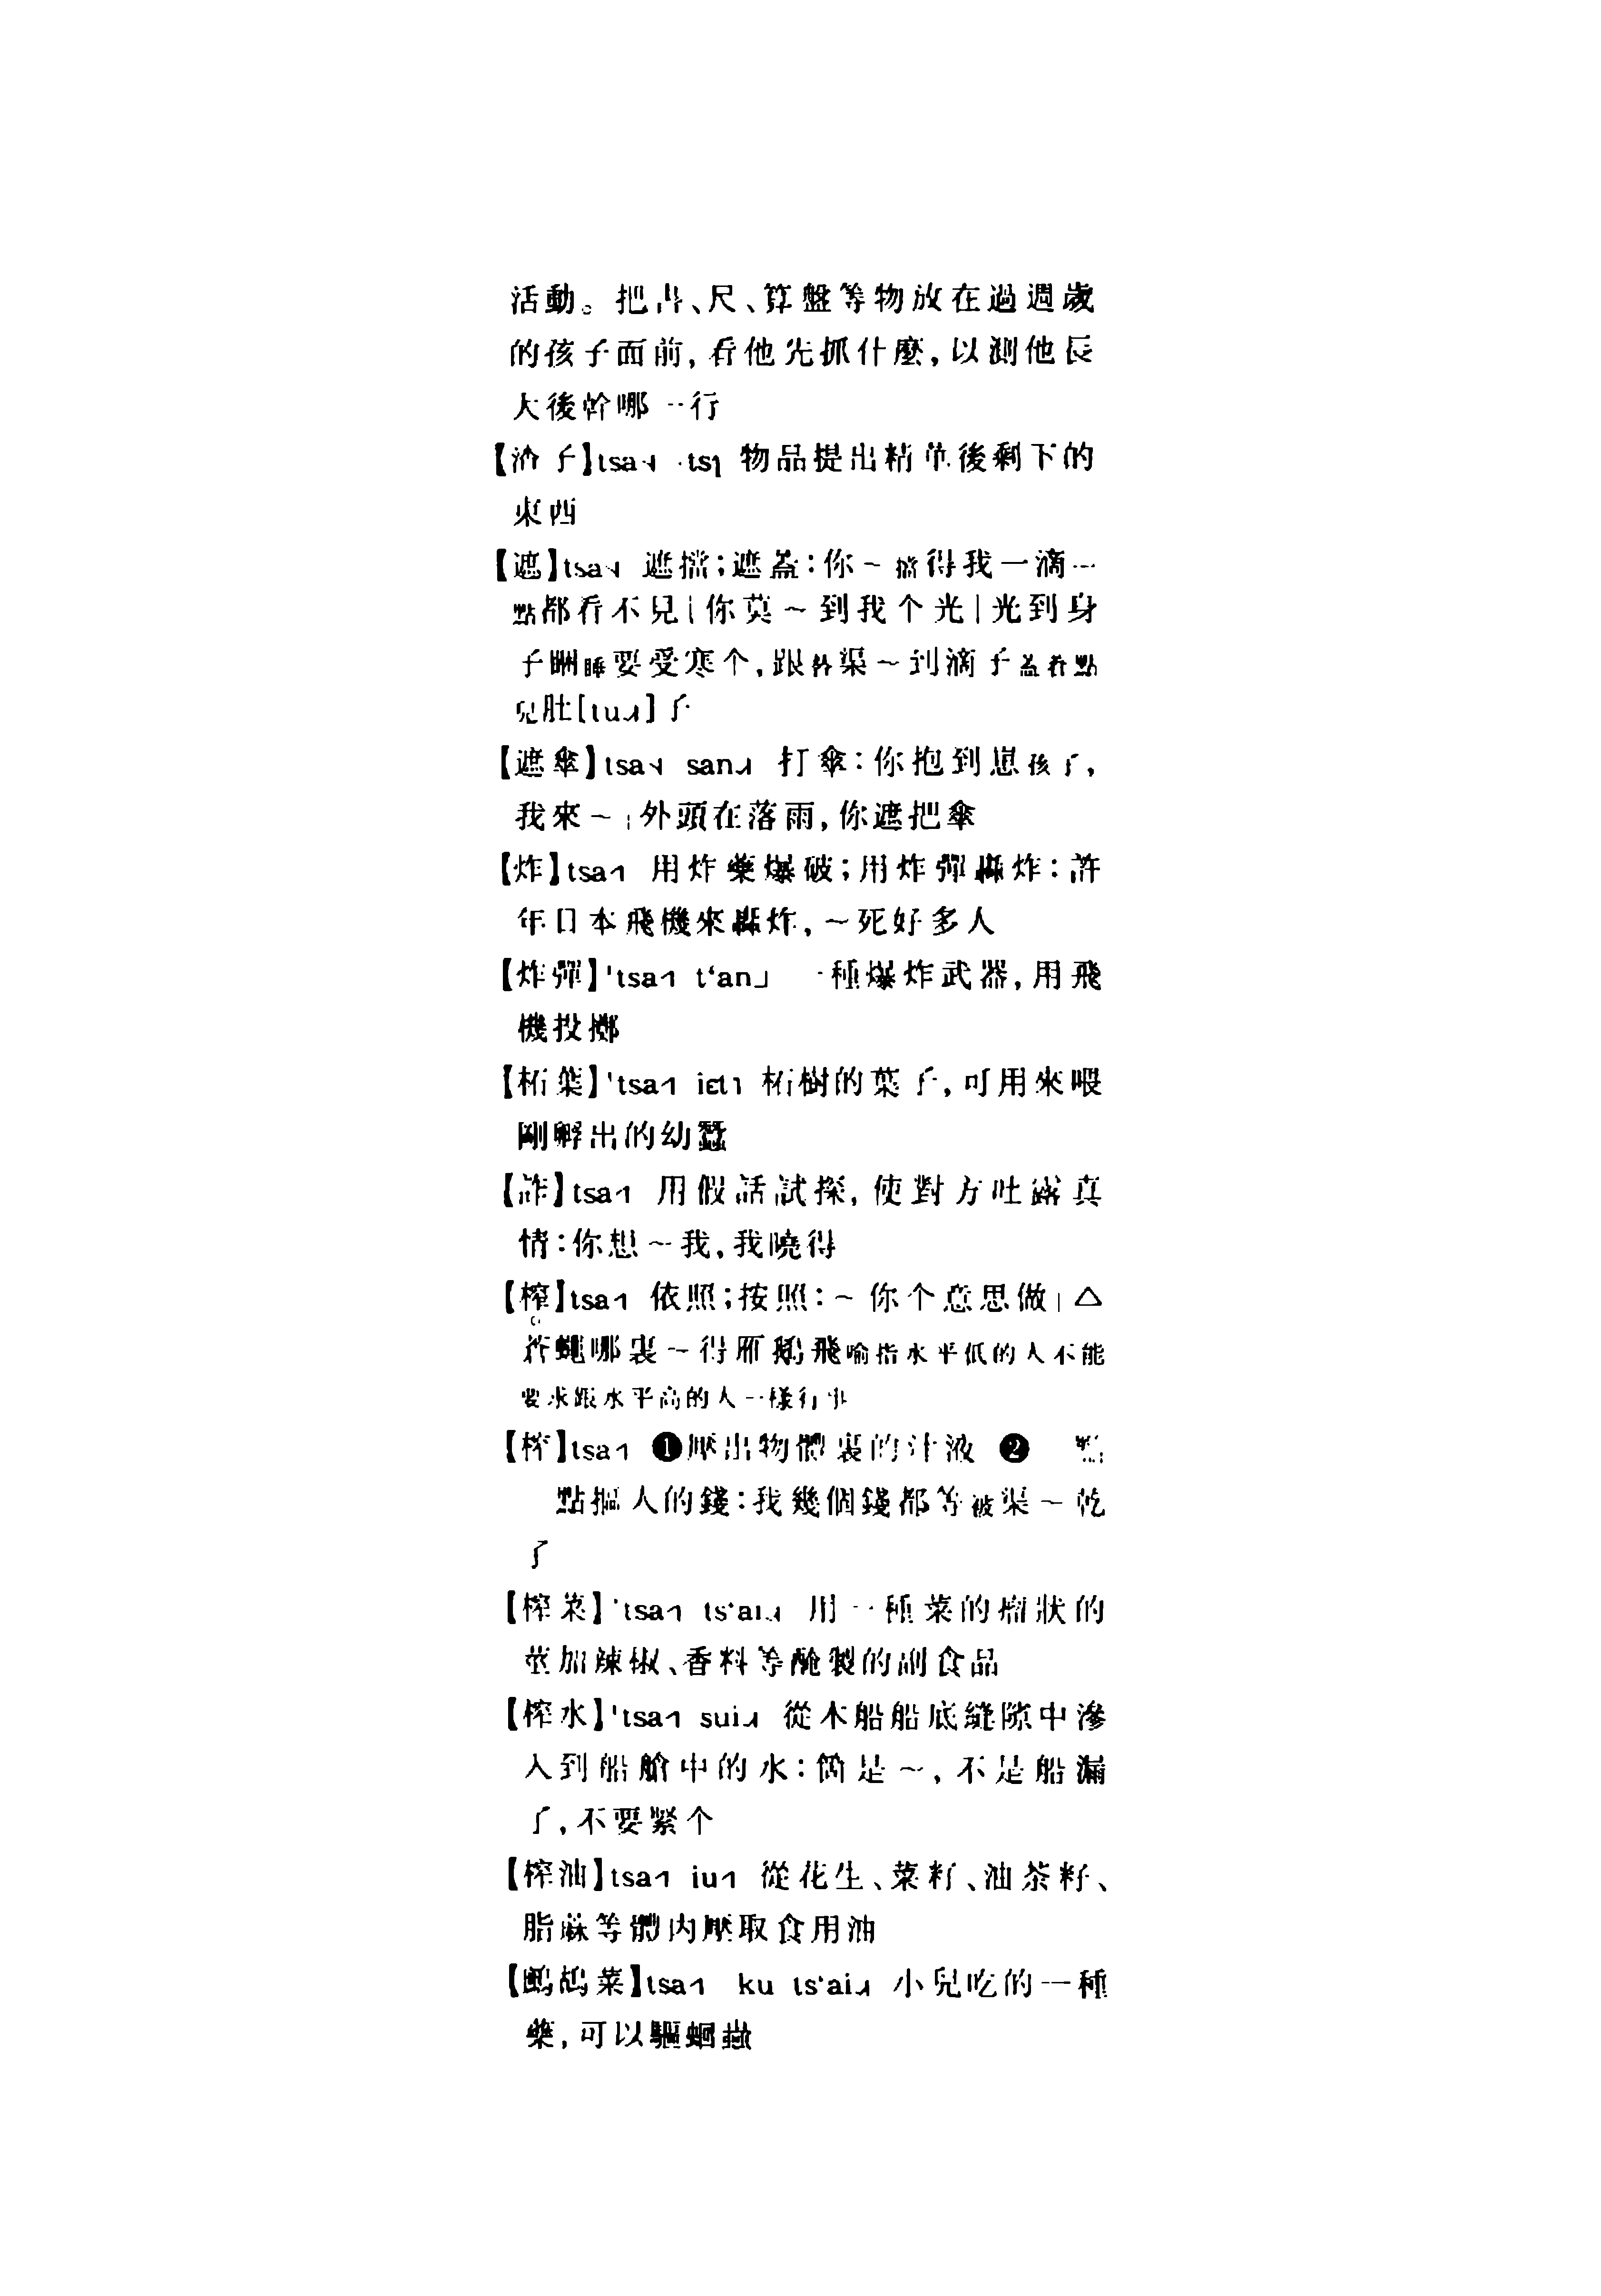 活動。把書、尺、算盤等物放在過週歲
的孩子面前,看他先抓什麼,以測他長
大後幹哪一行
【渣子】tsa˧˩ ·tsɿ 物品提出精華後剩下的
東西
【遮】tsa˧˩ 遮擋;遮蓋:你~擋得我一滴一
點都看不見|你莫~到我个光|光到身
子睏睡要受寒个,跟替渠~到滴子蓋着點
兒肚[tu] 子
【遮傘】tsa˧˩ san 打傘:你抱到崽孩子,
我來~|外頭在落雨,你遮把傘
【炸】tsa 用炸藥爆破;用炸彈轟炸:許
年日本飛機來轟炸,~死好多人
【炸彈】'tsa t‘an˩ 一種爆炸武器,用飛
機投擲
【柘葉】'tsa iɛt 柘樹的葉子,可用來喂
剛孵出的幼蠶
【詐】tsa 用假話試探,使對方吐露真
情:你想~我,我曉得
【榨】tsa 依照;按照:~你个意思做|△
蒼蠅哪裏~得雁鵝飛喻指水平低的人不能
要求跟水平高的人一樣行事
【榨】tsa ❶壓出物體裏的汁液 ❷
點摳人的錢:我幾個錢都等被渠~乾
了
【榨菜】'tsa ts‘ai 用一種菜的瘤狀的
莖加辣椒、香料等醃製的副食品
【榨水】'tsa sui 從木船船底縫隙中滲
入到船艙中的水:箇是~,不是船漏
了,不要緊个
【榨油】tsa iu 從花生、菜籽、油茶籽、
脂蔴等體內壓取食用油
【鷓鴣菜】tsa ku ts‘ai 小兒吃的一種
藥,可以驅蛔蟲